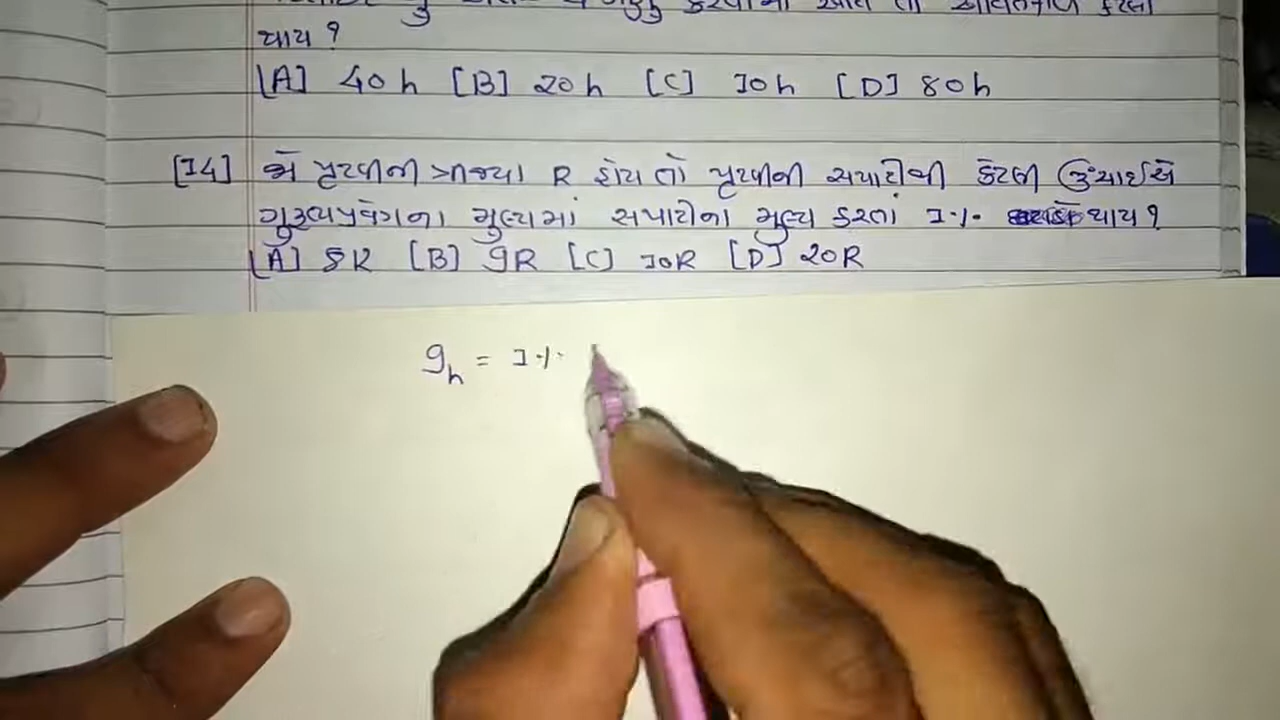 થાય ?
[A] 40 h [B] 20 h [C] 10 h [D] 80 h
[14] જો પૃથ્વીની ત્રિજ્યા R હોય તો પૃથ્વીની સપાટીથી કેટલી ઉંચાઈએ
ગુરુત્વપ્રવેગના મુલ્યમાં સપાટીના મુલ્ય કરતાં 1% થાય ?
[A] 8R [B] 9R [C] 10R [D] 20R
g_h = 1%